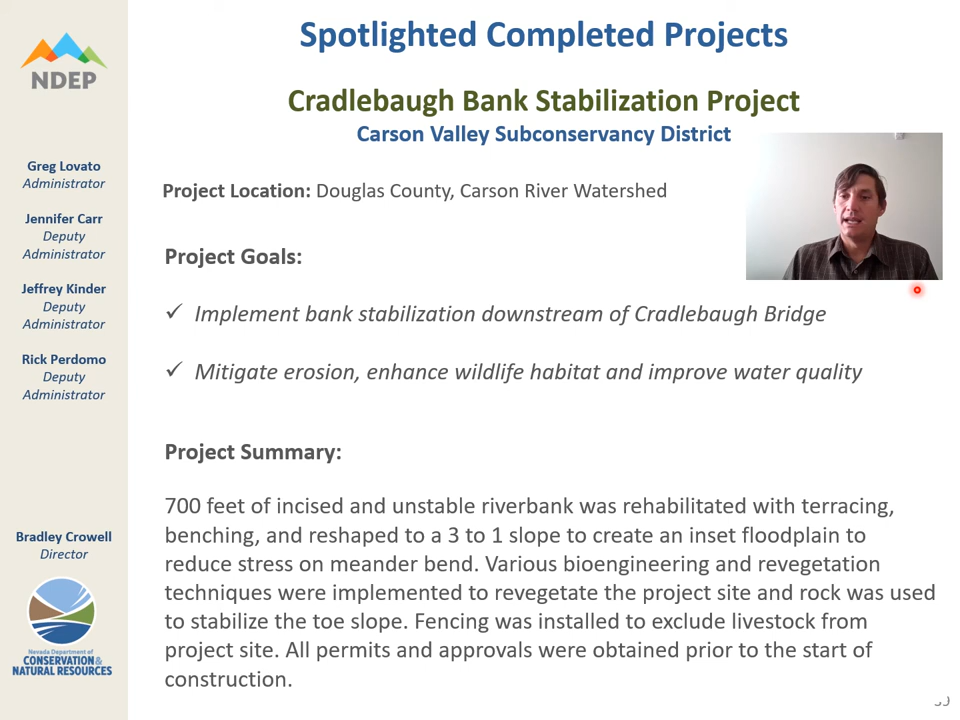 Spotlighted Completed Projects
NDEP
Cradlebaugh Bank Stabilization Project
Carson Valley Subconservancy District
Greg Lovato
Administrator
Jennifer Carr
Deputy
Administrator
Jeffrey Kinder
Deputy
Administrator
Rick Perdomo
Deputy
Administrator
Bradley Crowell
Director
Nevada Department of
CONSERVATION &
NATURAL RESOURCES
Project Location: Douglas County, Carson River Watershed
Project Goals:
✓ Implement bank stabilization downstream of Cradlebaugh Bridge
✓ Mitigate erosion, enhance wildlife habitat and improve water quality
Project Summary:
700 feet of incised and unstable riverbank was rehabilitated with terracing,
benching, and reshaped to a 3 to 1 slope to create an inset floodplain to
reduce stress on meander bend. Various bioengineering and revegetation
techniques were implemented to revegetate the project site and rock was used
to stabilize the toe slope. Fencing was installed to exclude livestock from
project site. All permits and approvals were obtained prior to the start of
construction.